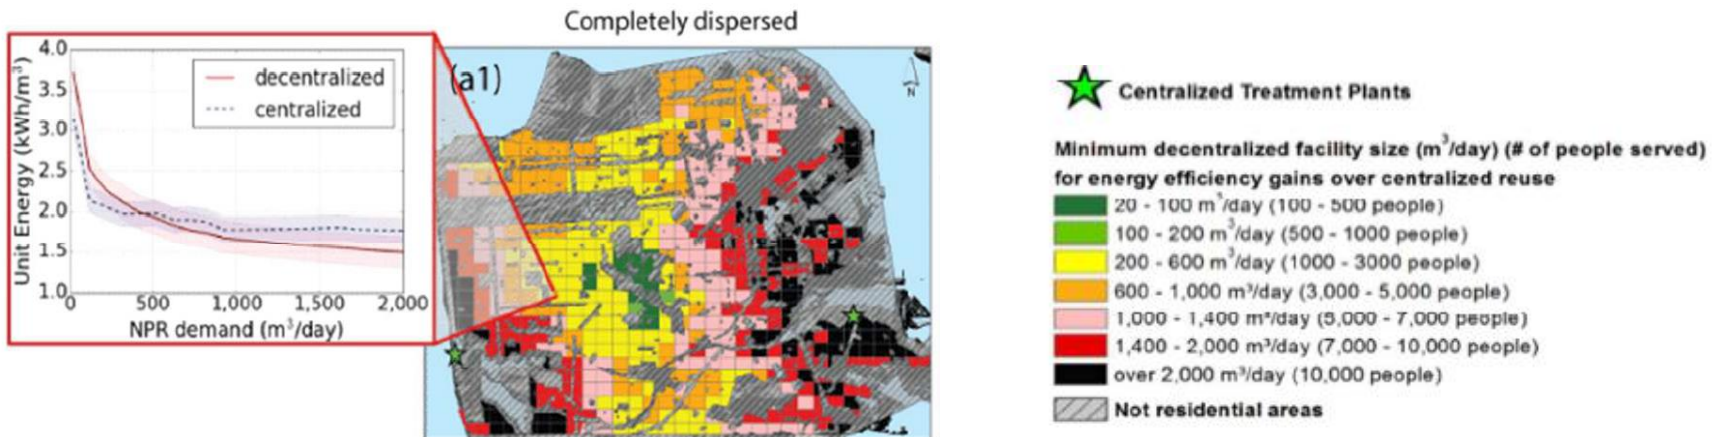 Completely dispersed
(a1)
N
Unit Energy (kWh/m³)
4.0
3.5
3.0
2.5
2.0
1.5
1.0
decentralized
centralized
0 500 1,000 1,500 2,000
NPR demand (m³/day)
Centralized Treatment Plants
Minimum decentralized facility size (m³/day) (# of people served)
for energy efficiency gains over centralized reuse
20 - 100 m³/day (100 - 500 people)
100 - 200 m³/day (500 - 1000 people)
200 - 600 m³/day (1000 - 3000 people)
600 - 1,000 m³/day (3,000 - 5,000 people)
1,000 - 1,400 m³/day (5,000 - 7,000 people)
1,400 - 2,000 m³/day (7,000 - 10,000 people)
over 2,000 m³/day (10,000 people)
Not residential areas